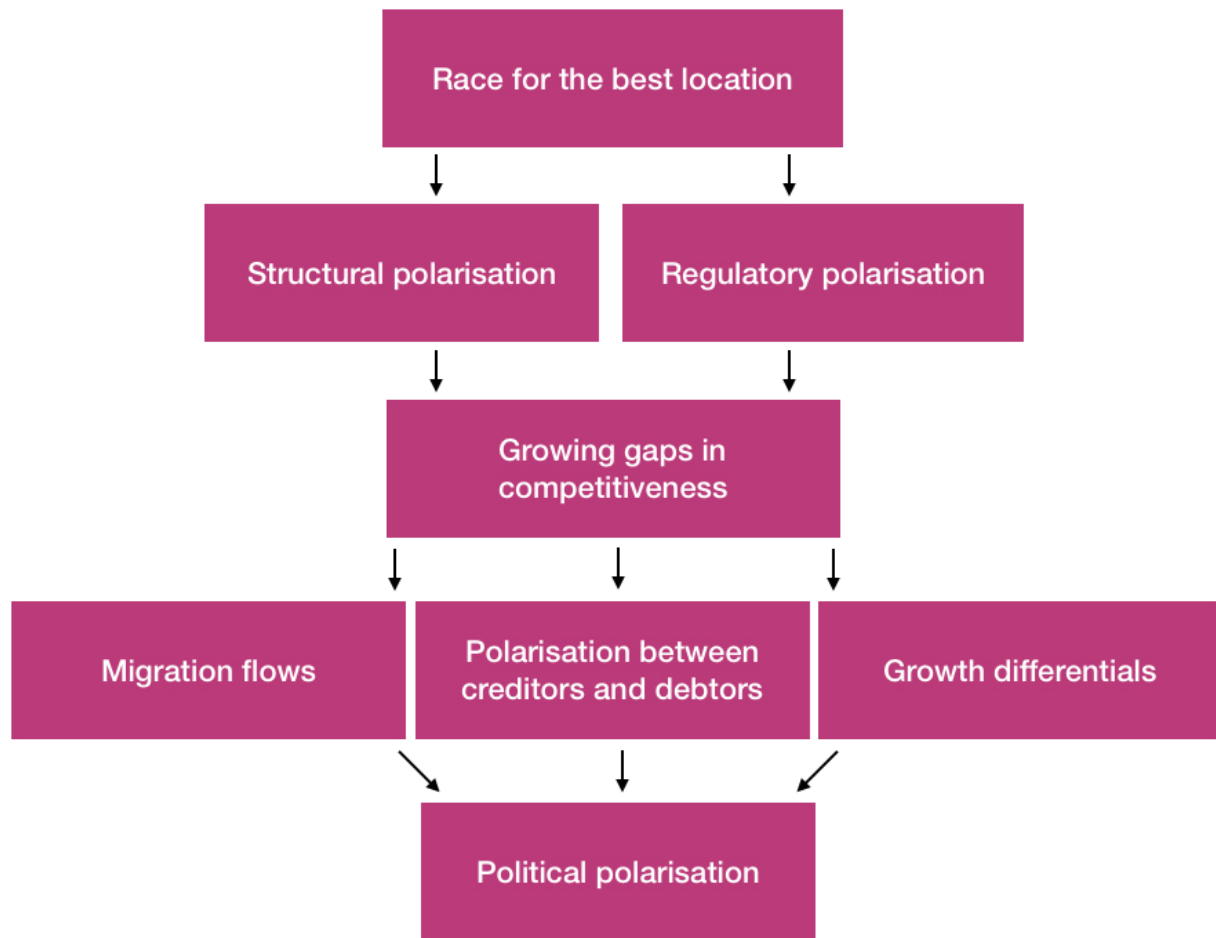 Race for the best location
Structural polarisation
Regulatory polarisation
Growing gaps in
competitiveness
Migration flows
Polarisation between
creditors and debtors
Growth differentials
Political polarisation